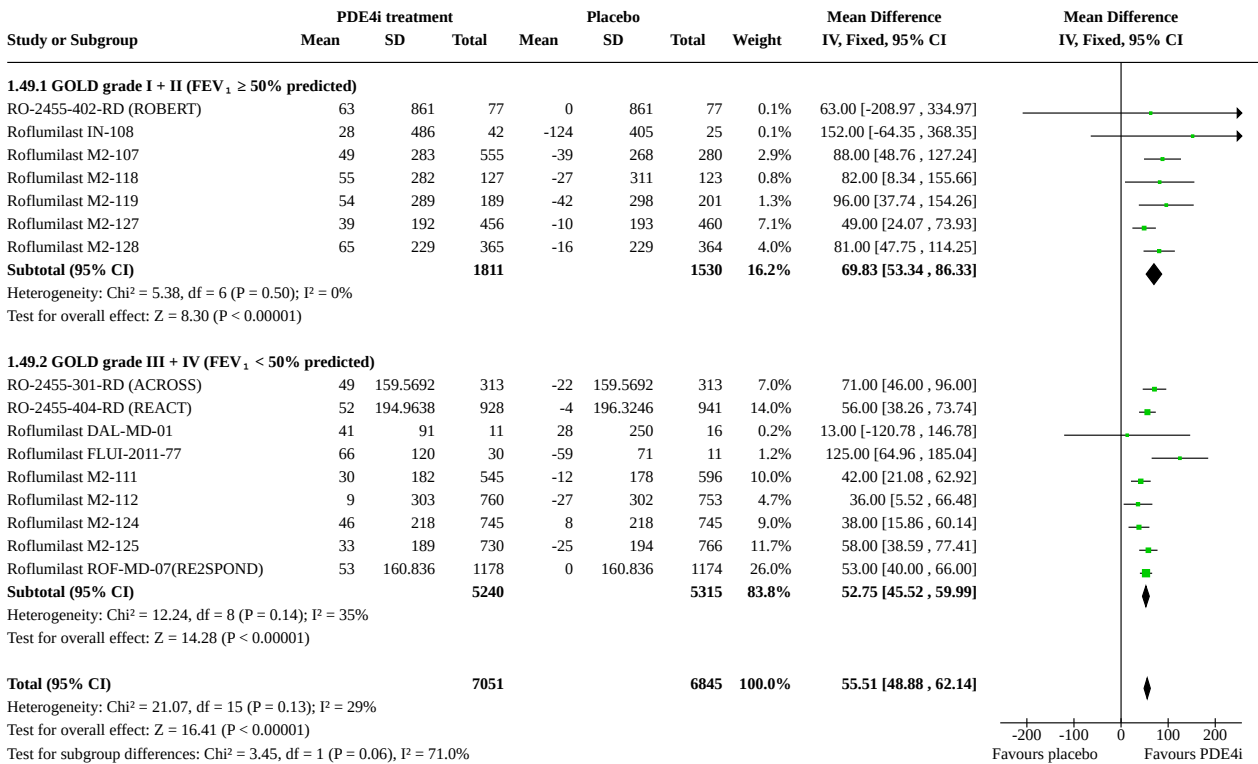 PDE4i treatment Placebo Mean Difference Mean Difference
Study or Subgroup Mean SD Total Mean SD Total Weight IV, Fixed, 95% CI IV, Fixed, 95% CI
1.49.1 GOLD grade I + II (FEV₁ ≥ 50% predicted)
RO-2455-402-RD (ROBERT) 63 861 77 0 861 77 0.1% 63.00 [-208.97 , 334.97]
Roflumilast IN-108 28 486 42 -124 405 25 0.1% 152.00 [-64.35 , 368.35]
Roflumilast M2-107 49 283 555 -39 268 280 2.9% 88.00 [48.76 , 127.24]
Roflumilast M2-118 55 282 127 -27 311 123 0.8% 82.00 [8.34 , 155.66]
Roflumilast M2-119 54 289 189 -42 298 201 1.3% 96.00 [37.74 , 154.26]
Roflumilast M2-127 39 192 456 -10 193 460 7.1% 49.00 [24.07 , 73.93]
Roflumilast M2-128 65 229 365 -16 229 364 4.0% 81.00 [47.75 , 114.25]
Subtotal (95% CI) 1811 1530 16.2% 69.83 [53.34 , 86.33]
Heterogeneity: Chi² = 5.38, df = 6 (P = 0.50); I² = 0%
Test for overall effect: Z = 8.30 (P < 0.00001)
1.49.2 GOLD grade III + IV (FEV₁ < 50% predicted)
RO-2455-301-RD (ACROSS) 49 159.5692 313 -22 159.5692 313 7.0% 71.00 [46.00 , 96.00]
RO-2455-404-RD (REACT) 52 194.9638 928 -4 196.3246 941 14.0% 56.00 [38.26 , 73.74]
Roflumilast DAL-MD-01 41 91 11 28 250 16 0.2% 13.00 [-120.78 , 146.78]
Roflumilast FLUI-2011-77 66 120 30 -59 71 11 1.2% 125.00 [64.96 , 185.04]
Roflumilast M2-111 30 182 545 -12 178 596 10.0% 42.00 [21.08 , 62.92]
Roflumilast M2-112 9 303 760 -27 302 753 4.7% 36.00 [5.52 , 66.48]
Roflumilast M2-124 46 218 745 8 218 745 9.0% 38.00 [15.86 , 60.14]
Roflumilast M2-125 33 189 730 -25 194 766 11.7% 58.00 [38.59 , 77.41]
Roflumilast ROF-MD-07(RE2SPOND) 53 160.836 1178 0 160.836 1174 26.0% 53.00 [40.00 , 66.00]
Subtotal (95% CI) 5240 5315 83.8% 52.75 [45.52 , 59.99]
Heterogeneity: Chi² = 12.24, df = 8 (P = 0.14); I² = 35%
Test for overall effect: Z = 14.28 (P < 0.00001)
Total (95% CI) 7051 6845 100.0% 55.51 [48.88 , 62.14]
Heterogeneity: Chi² = 21.07, df = 15 (P = 0.13); I² = 29%
Test for overall effect: Z = 16.41 (P < 0.00001)
-200 -100 0 100 200
Test for subgroup differences: Chi² = 3.45, df = 1 (P = 0.06), I² = 71.0% Favours placebo Favours PDE4i